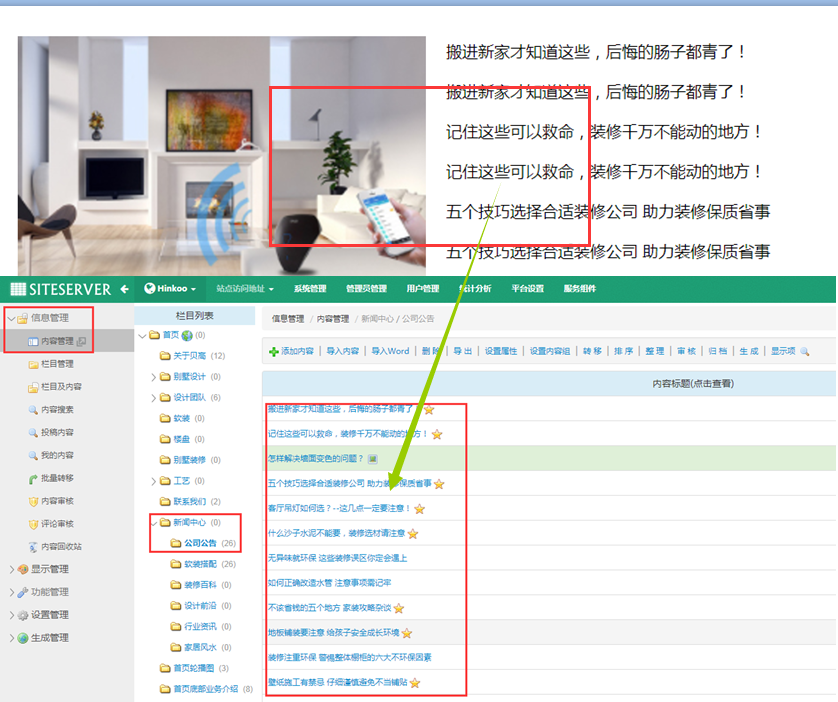 搬进新家才知道这些，后悔的肠子都青了！
搬进新家才知道这些，后悔的肠子都青了！
记住这些可以救命，装修千万不能动的地方！
记住这些可以救命，装修千万不能动的地方！
五个技巧选择合适装修公司 助力装修保质省事
五个技巧选择合适装修公司 助力装修保质省事
SITESERVER Hinkoo 站点访问地址 系统管理 管理员管理 用户管理 统计分析 平台设置 服务组件
信息管理
内容管理
栏目管理
栏目及内容
内容搜索
投稿内容
我的内容
批量转移
内容审核
评论审核
内容回收站
显示管理
功能管理
设置管理
生成管理
栏目列表
首页 (0)
关于贝高 (12)
别墅设计 (0)
设计团队 (6)
软装 (0)
楼盘 (0)
别墅装修 (0)
工艺 (0)
联系我们 (2)
新闻中心 (0)
公司公告 (26)
软装搭配 (26)
装修百科 (0)
设计前沿 (0)
行业资讯 (0)
家居风水 (0)
首页轮播图 (3)
首页底部业务介绍 (8)
信息管理 / 内容管理 / 新闻中心 / 公司公告
添加内容 | 导入内容 | 导入Word | 删除 | 导 出 | 设置属性 | 设置内容组 | 转 移 | 排 序 | 整 理 | 审 核 | 归 档 | 生 成 | 显示项
内容标题(点击查看)
搬进新家才知道这些，后悔的肠子都青了！
记住这些可以救命，装修千万不能动的地方！
怎样解决墙面变色的问题？
五个技巧选择合适装修公司 助力装修保质省事
客厅吊灯如何选？--这几点一定要注意！
什么沙子水泥不能要，装修选材请注意
无异味就环保 这些装修误区你定会遇上
如何正确改造水管 注意事项需记牢
不该省钱的五个地方 家装攻略杂谈
地板铺装要注意 给孩子安全成长环境
装修注重环保 警惕整体橱柜的六大不环保因素
壁纸施工有禁忌 仔细谨慎避免不当铺贴